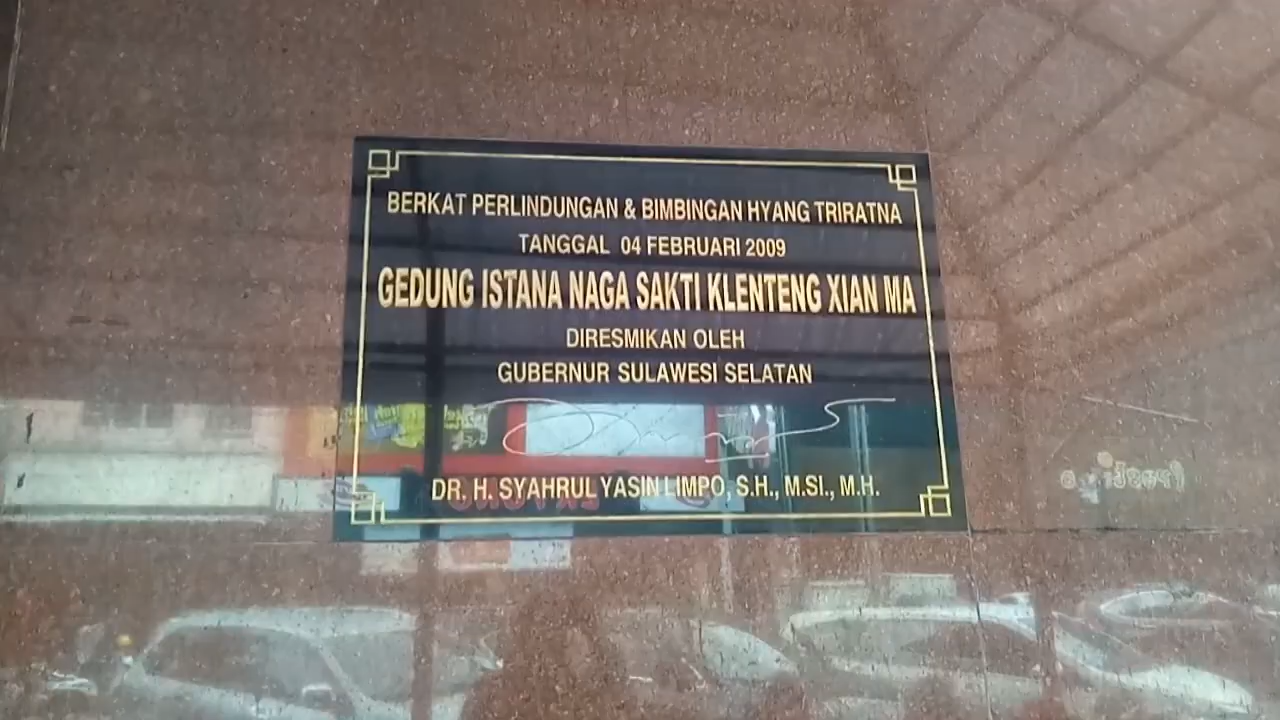 BERKAT PERLINDUNGAN & BIMBINGAN HYANG TRIRATNA
TANGGAL 04 FEBRUARI 2009
GEDUNG ISTANA NAGA SAKTI KLENTENG XIAN MA
DIRESMIKAN OLEH
GUBERNUR SULAWESI SELATAN
DR. H. SYAHRUL YASIN LIMPO, S.H., M.SI., M.H.